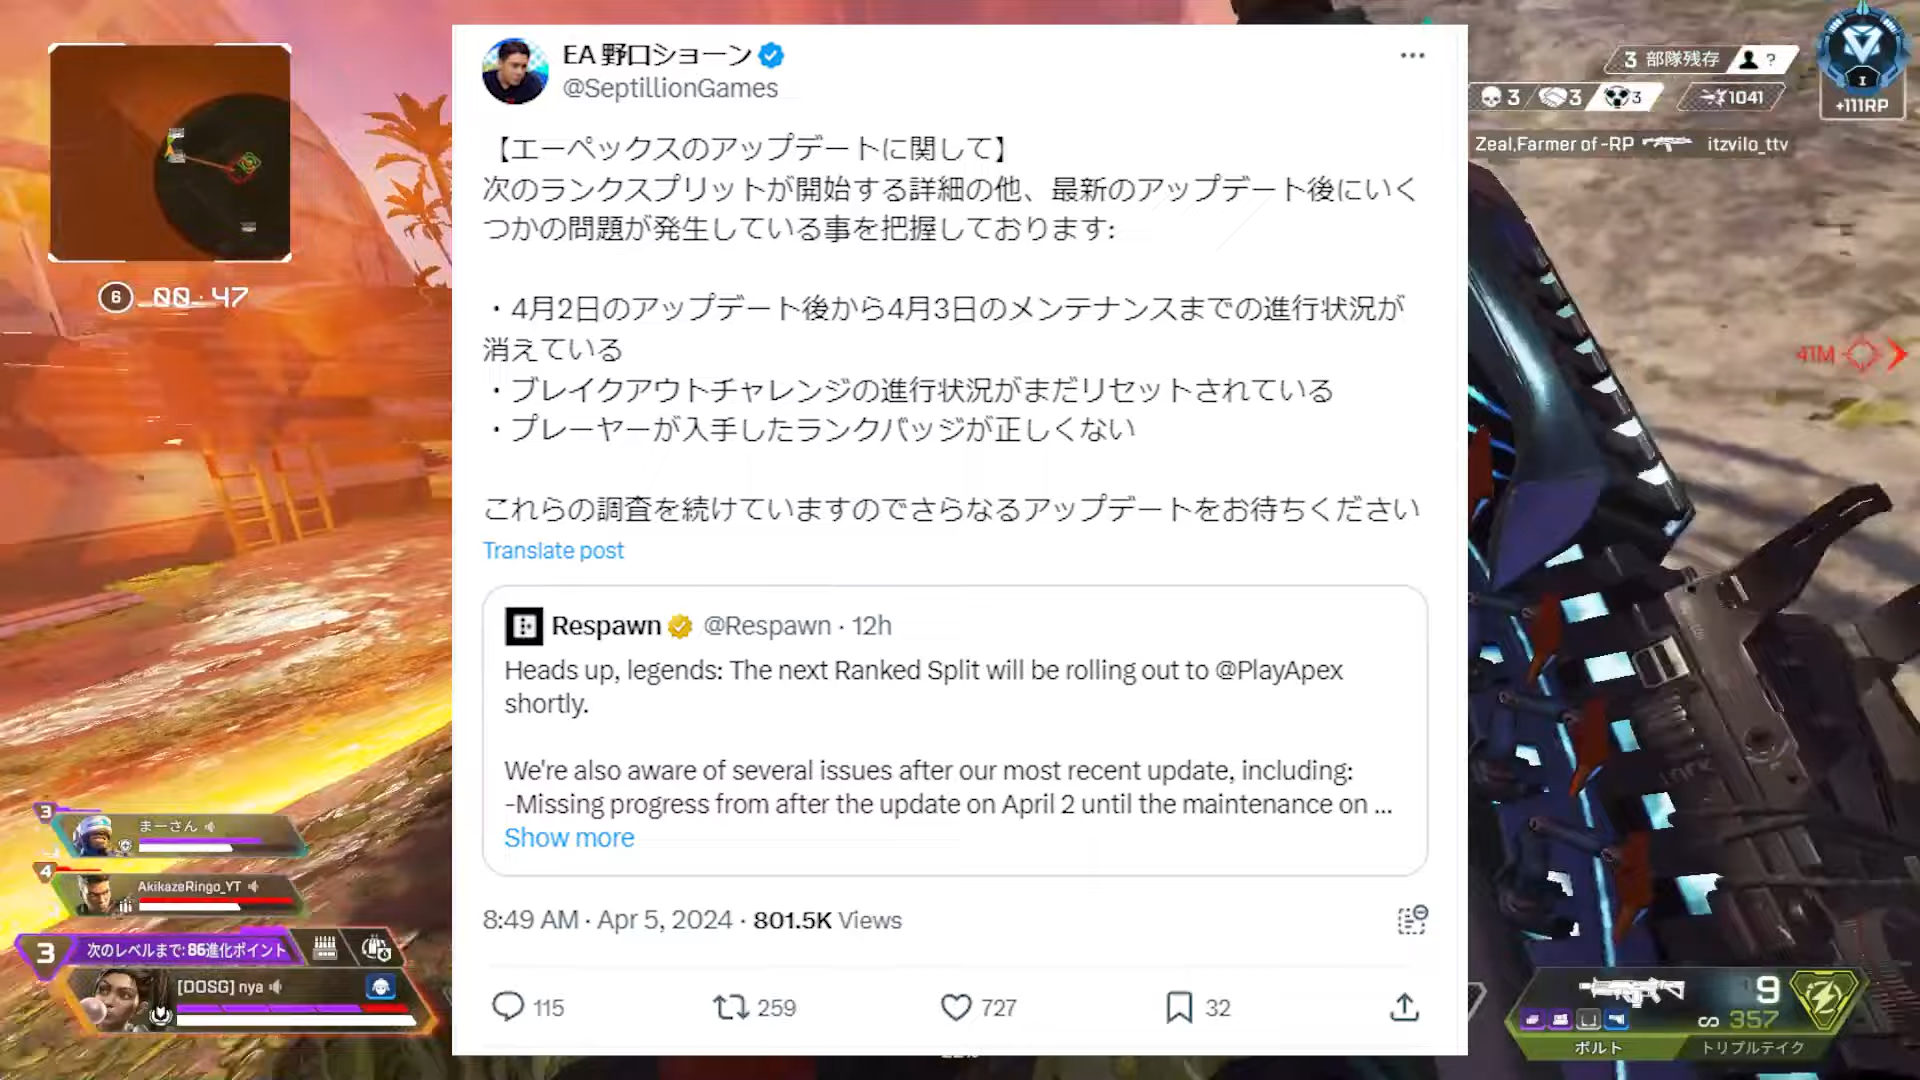 EA 野口ショーン
@SeptillionGames
【エーペックスのアップデートに関して】
次のランクスプリットが開始する詳細の他、最新のアップデート後にいく
つかの問題が発生している事を把握しております:
・4月2日のアップデート後から4月3日のメンテナンスまでの進行状況が
消えている
・ブレイクアウトチャレンジの進行状況がまだリセットされている
・プレーヤーが入手したランクバッジが正しくない
これらの調査を続けていますのでさらなるアップデートをお待ちください
Translate post
Respawn @Respawn · 12h
Heads up, legends: The next Ranked Split will be rolling out to @PlayApex
shortly.
We're also aware of several issues after our most recent update, including:
-Missing progress from after the update on April 2 until the maintenance on ...
Show more
8:49 AM · Apr 5, 2024 · 801.5K Views
115 259 727 32
6 00:47
3 部隊残存 ?
3 3 3 1041
I
+111RP
Zeal,Farmer of -RP itzvilo_ttv
41M
3 まーさん
4 AkikazeRingo_YT
3 次のレベルまで: 86進化ポイント
[DOSG] nya
9
∞ 357
ボルト トリプルテイク